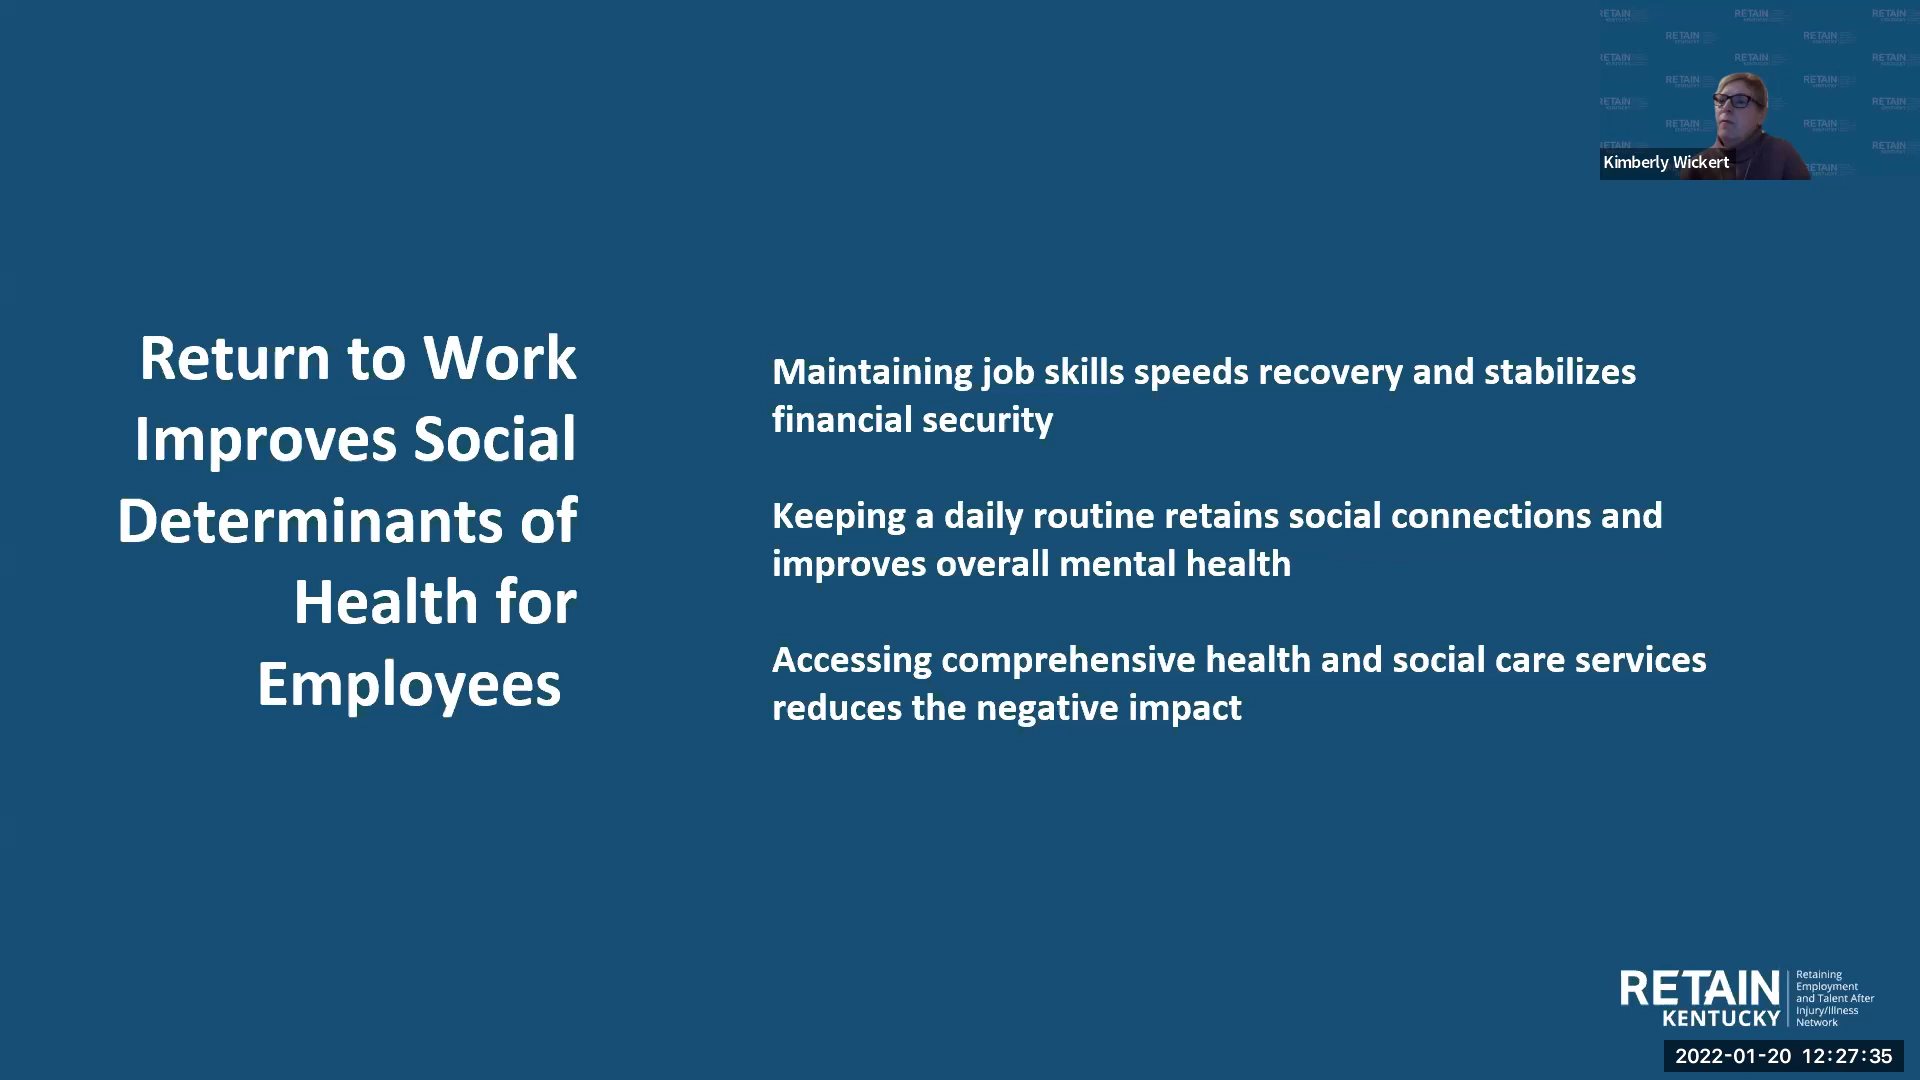 Kimberly Wickert
Return to Work
Improves Social
Determinants of
Health for
Employees
Maintaining job skills speeds recovery and stabilizes
financial security
Keeping a daily routine retains social connections and
improves overall mental health
Accessing comprehensive health and social care services
reduces the negative impact
RETAIN
KENTUCKY
Retaining
Employment
and Talent After
Injury/Illness
Network
2022-01-20 12:27:35